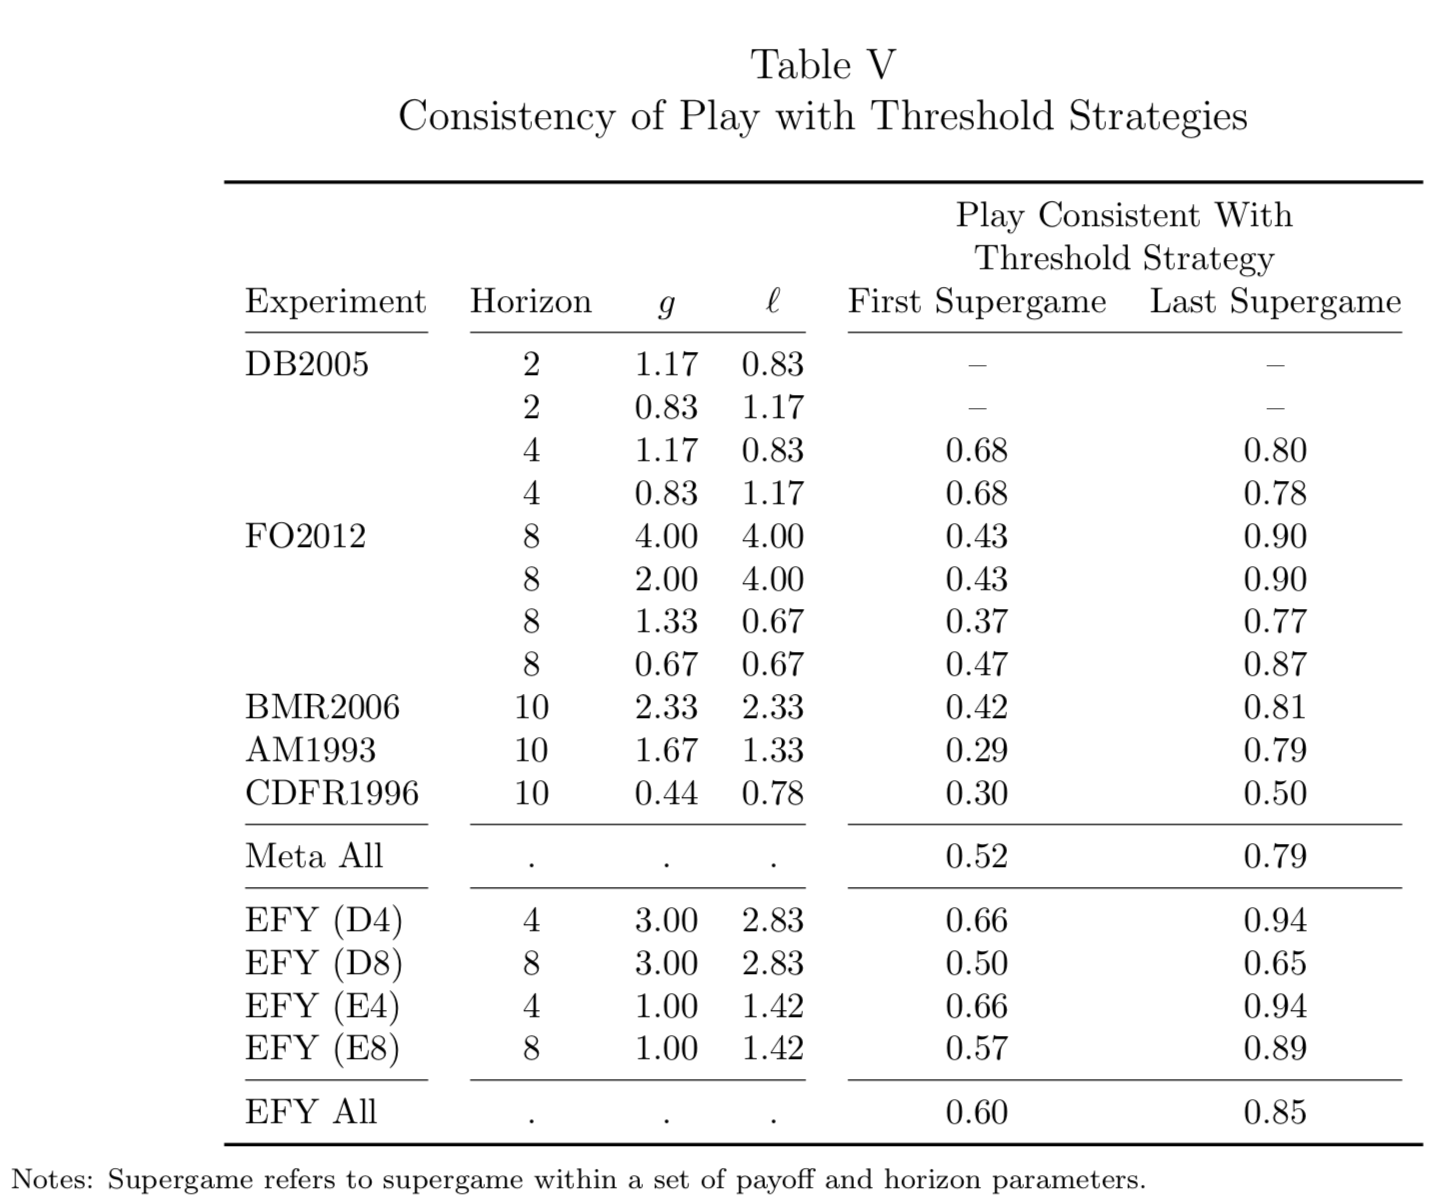 Table V
Consistency of Play with Threshold Strategies
Play Consistent With
Threshold Strategy
Experiment Horizon g ℓ First Supergame Last Supergame
DB2005 2 1.17 0.83 – –
2 0.83 1.17 – –
4 1.17 0.83 0.68 0.80
4 0.83 1.17 0.68 0.78
FO2012 8 4.00 4.00 0.43 0.90
8 2.00 4.00 0.43 0.90
8 1.33 0.67 0.37 0.77
8 0.67 0.67 0.47 0.87
BMR2006 10 2.33 2.33 0.42 0.81
AM1993 10 1.67 1.33 0.29 0.79
CDFR1996 10 0.44 0.78 0.30 0.50
Meta All . . . 0.52 0.79
EFY (D4) 4 3.00 2.83 0.66 0.94
EFY (D8) 8 3.00 2.83 0.50 0.65
EFY (E4) 4 1.00 1.42 0.66 0.94
EFY (E8) 8 1.00 1.42 0.57 0.89
EFY All . . . 0.60 0.85
Notes: Supergame refers to supergame within a set of payoff and horizon parameters.